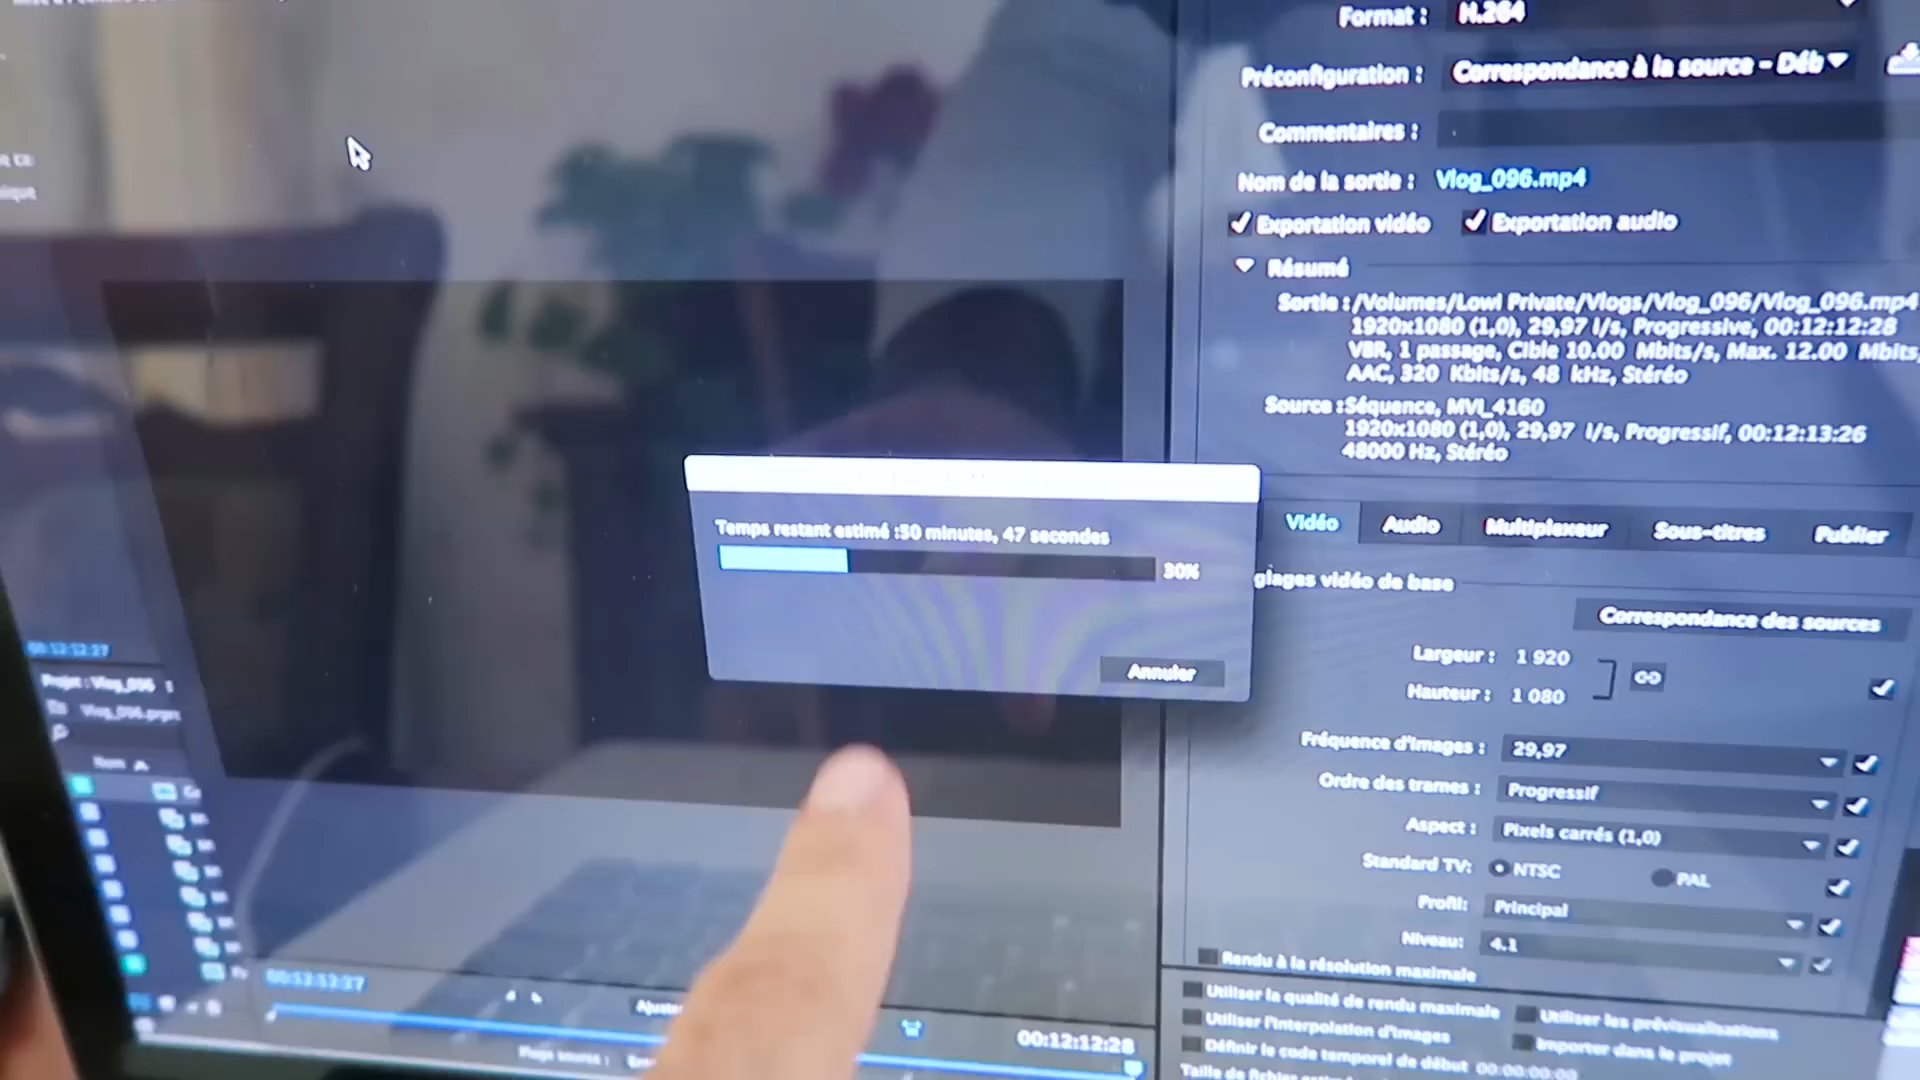 Format : H.264
Préconfiguration : Correspondance à la source - Déb
Commentaires :
Nom de la sortie : Vlog_096.mp4
Exportation vidéo Exportation audio
Résumé
Sortie : /Volumes/Lowl Private/Vlogs/Vlog_096/Vlog_096.mp4
1920x1080 (1,0), 29,97 i/s, Progressive, 00:12:12:28
VBR, 1 passage, Cible 10.00 Mbits/s, Max. 12.00 Mbits,
AAC, 320 Kbits/s, 48 kHz, Stéréo
Source : Séquence, MVI_4160
1920x1080 (1,0), 29,97 i/s, Progressif, 00:12:13:26
48000 Hz, Stéréo
Temps restant estimé :50 minutes, 47 secondes
30%
Annuler
Vidéo Audio Multiplexeur Sous-titres Publier
glages vidéo de base
Correspondance des sources
Largeur : 1 920
Hauteur : 1 080
Fréquence d'images : 29,97
Ordre des trames : Progressif
Aspect : Pixels carrés (1,0)
Standard TV: NTSC PAL
Profil: Principal
Niveau: 4.1
Rendu à la résolution maximale
Utiliser la qualité de rendu maximale Utiliser les prévisualisations
Utiliser l'interpolation d'images Importer dans le projet
Définir le code temporel de début 00:00:00:00
Projet : Vlog_096
Vlog_096.prproj
Nom
00:12:12:28